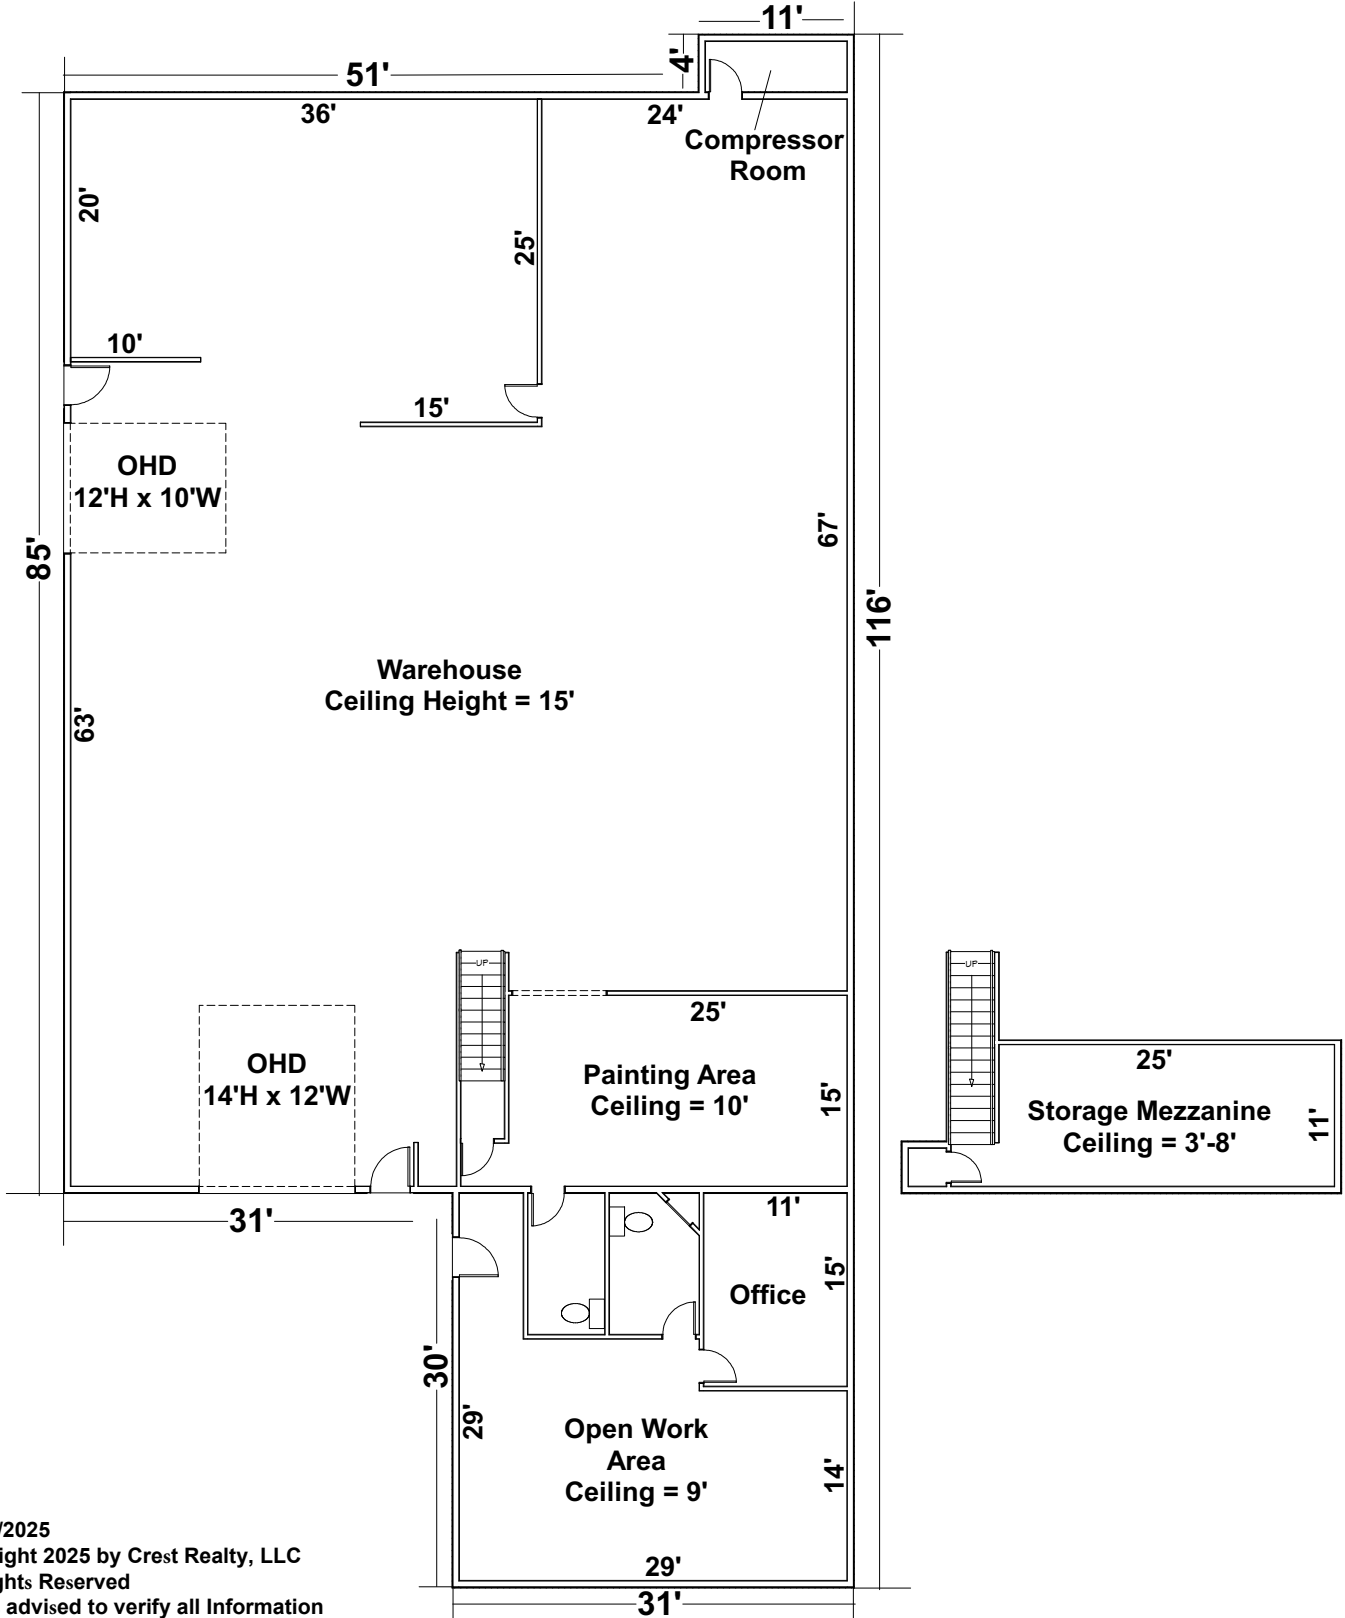 11'
4'
51'
36'
24'
Compressor
Room
20'
25'
10'
15'
OHD
12'H x 10'W
67'
85'
116'
Warehouse
Ceiling Height = 15'
63'
UP
UP
25'
25'
OHD
14'H x 12'W
Painting Area
Ceiling = 10'
15'
Storage Mezzanine
Ceiling = 3'-8'
11'
31'
11'
15'
Office
30'
29'
Open Work
Area
Ceiling = 9'
14'
29'
31'
/2025
ight 2025 by Crest Realty, LLC
ghts Reserved
advised to verify all Information